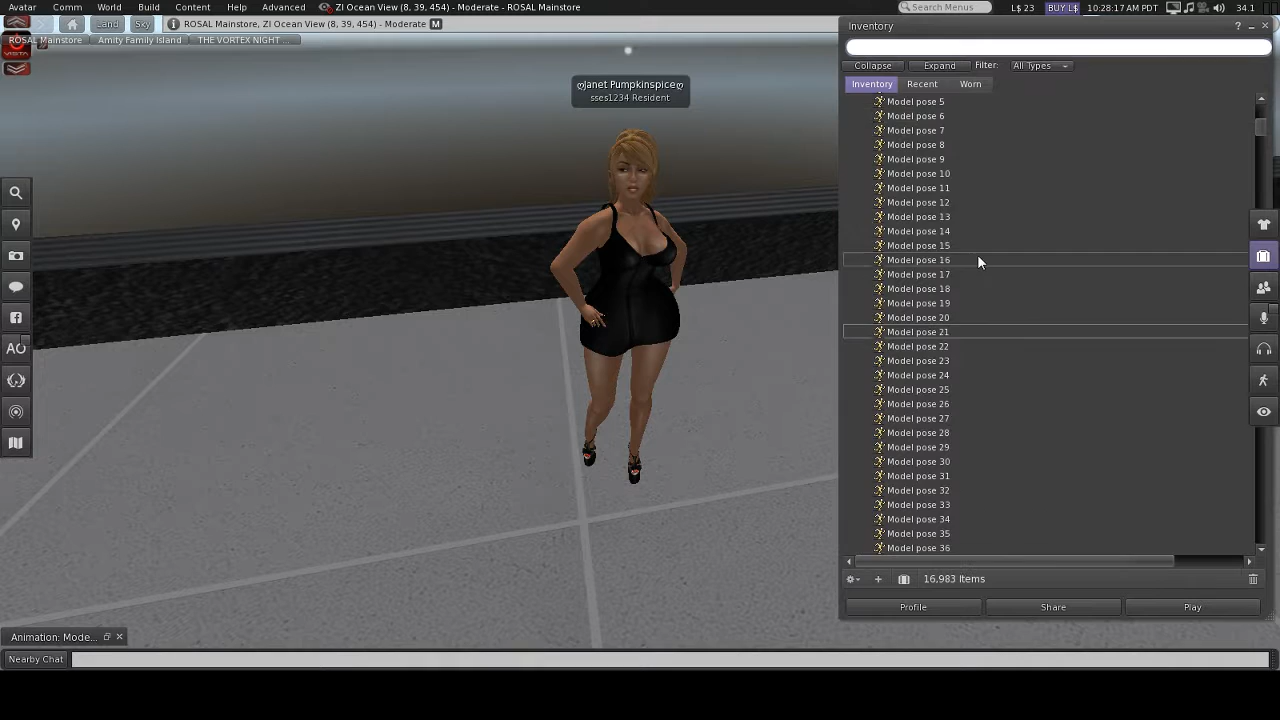 Avatar Comm World Build Content Help Advanced ZI Ocean View (8, 39, 454) - Moderate - ROSAL Mainstore Search Menus L$ 23 BUY L$ 10:28:17 AM PDT 34.1
Land Sky ROSAL Mainstore, ZI Ocean View (8, 39, 454) - Moderate M
ROSAL Mainstore Amity Family Island THE VORTEX NIGHT ...
VISTA
Janet Pumpkinspice
sses1234 Resident
AO
Inventory ?
Collapse Expand Filter: All Types
Inventory Recent Worn
Model pose 5
Model pose 6
Model pose 7
Model pose 8
Model pose 9
Model pose 10
Model pose 11
Model pose 12
Model pose 13
Model pose 14
Model pose 15
Model pose 16
Model pose 17
Model pose 18
Model pose 19
Model pose 20
Model pose 21
Model pose 22
Model pose 23
Model pose 24
Model pose 25
Model pose 26
Model pose 27
Model pose 28
Model pose 29
Model pose 30
Model pose 31
Model pose 32
Model pose 33
Model pose 34
Model pose 35
Model pose 36
16,983 Items
Profile Share Play
Animation: Mode...
Nearby Chat